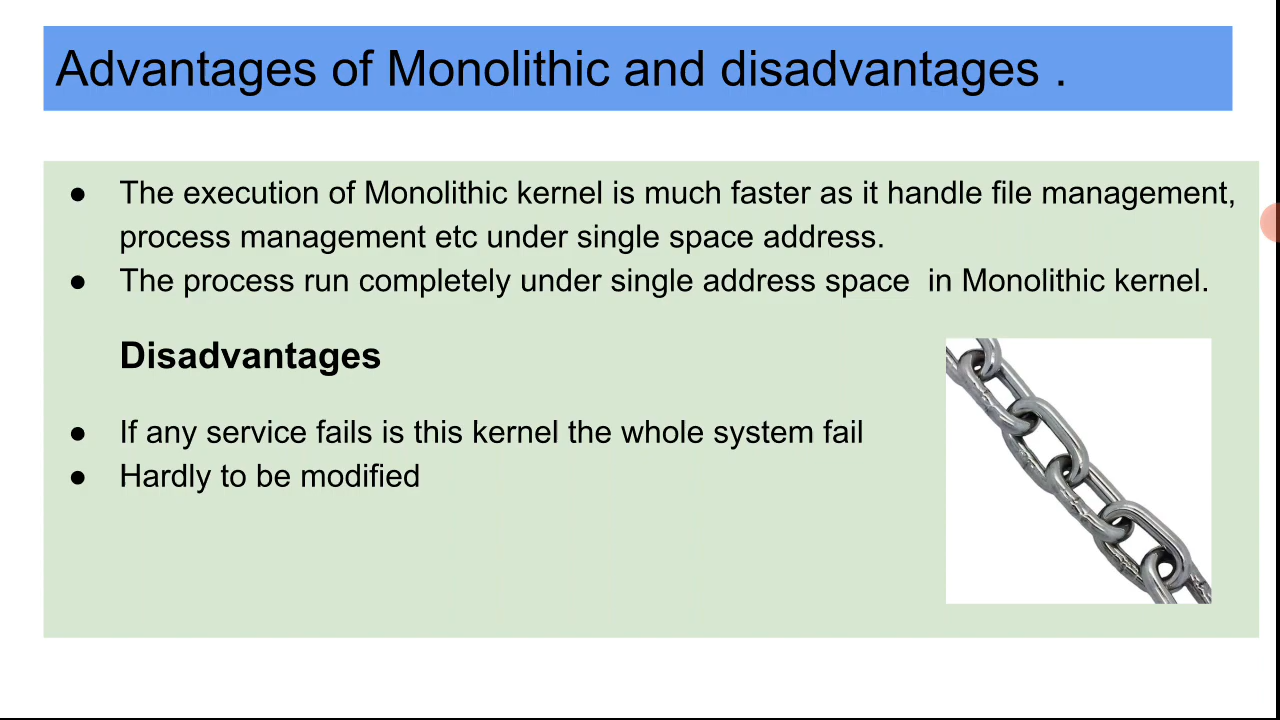 Advantages of Monolithic and disadvantages .
● The execution of Monolithic kernel is much faster as it handle file management,
process management etc under single space address.
● The process run completely under single address space in Monolithic kernel.
Disadvantages
● If any service fails is this kernel the whole system fail
● Hardly to be modified